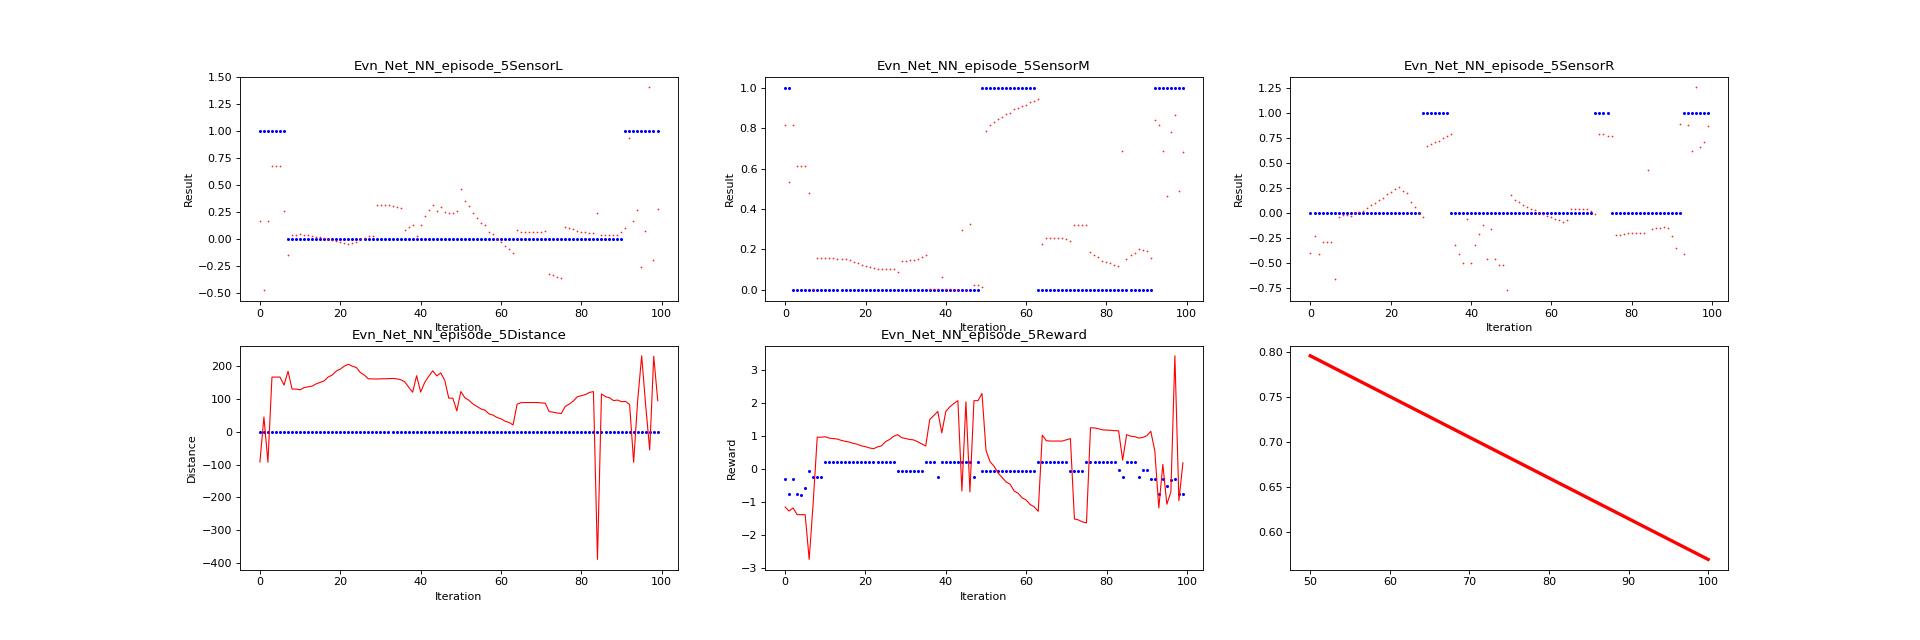 Evn_Net_NN_episode_5SensorL
1.50
1.25
1.00
0.75
0.50
0.25
0.00
−0.25
−0.50
Result
0 20 40 60 80 100
Iteration
Evn_Net_NN_episode_5SensorM
1.0
0.8
0.6
0.4
0.2
0.0
Result
0 20 40 60 80 100
Iteration
Evn_Net_NN_episode_5SensorR
1.25
1.00
0.75
0.50
0.25
0.00
−0.25
−0.50
−0.75
Result
0 20 40 60 80 100
Iteration
Evn_Net_NN_episode_5Distance
200
100
0
−100
−200
−300
−400
Distance
0 20 40 60 80 100
Iteration
Evn_Net_NN_episode_5Reward
3
2
1
0
−1
−2
−3
Reward
0 20 40 60 80 100
Iteration
0.80
0.75
0.70
0.65
0.60
50 60 70 80 90 100